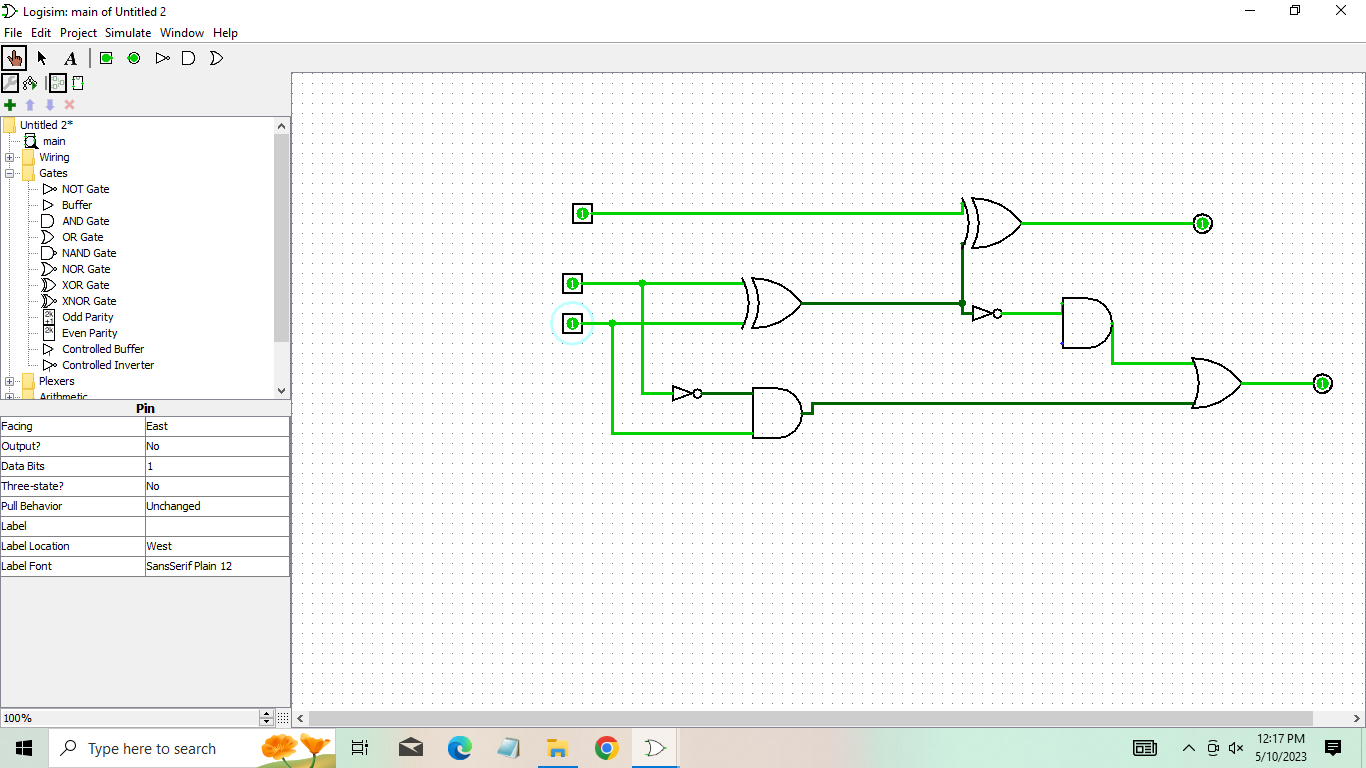 Logisim: main of Untitled 2
File Edit Project Simulate Window Help
A
Untitled 2*
main
Wiring
Gates
NOT Gate
Buffer
AND Gate
OR Gate
NAND Gate
NOR Gate
XOR Gate
XNOR Gate
Odd Parity
Even Parity
Controlled Buffer
Controlled Inverter
Plexers
Arithmetic
Pin
Facing East
Output? No
Data Bits 1
Three-state? No
Pull Behavior Unchanged
Label
Label Location West
Label Font SansSerif Plain 12
100%
1
1
1
1
1
Type here to search
12:17 PM
5/10/2023